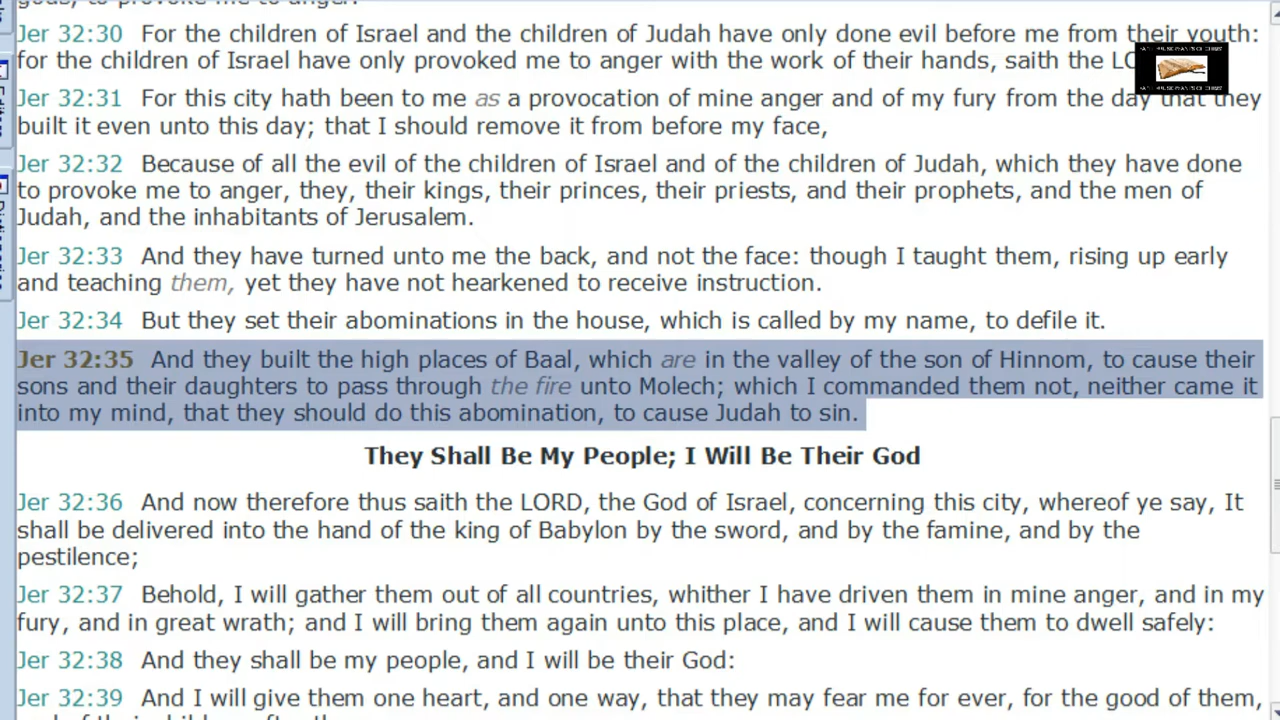 gods, to provoke me to anger.
Jer 32:30 For the children of Israel and the children of Judah have only done evil before me from their youth:
for the children of Israel have only provoked me to anger with the work of their hands, saith the LO
Jer 32:31 For this city hath been to me as a provocation of mine anger and of my fury from the day that they
built it even unto this day; that I should remove it from before my face,
Jer 32:32 Because of all the evil of the children of Israel and of the children of Judah, which they have done
to provoke me to anger, they, their kings, their princes, their priests, and their prophets, and the men of
Judah, and the inhabitants of Jerusalem.
Jer 32:33 And they have turned unto me the back, and not the face: though I taught them, rising up early
and teaching them, yet they have not hearkened to receive instruction.
Jer 32:34 But they set their abominations in the house, which is called by my name, to defile it.
Jer 32:35 And they built the high places of Baal, which are in the valley of the son of Hinnom, to cause their
sons and their daughters to pass through the fire unto Molech; which I commanded them not, neither came it
into my mind, that they should do this abomination, to cause Judah to sin.
They Shall Be My People; I Will Be Their God
Jer 32:36 And now therefore thus saith the LORD, the God of Israel, concerning this city, whereof ye say, It
shall be delivered into the hand of the king of Babylon by the sword, and by the famine, and by the
pestilence;
Jer 32:37 Behold, I will gather them out of all countries, whither I have driven them in mine anger, and in my
fury, and in great wrath; and I will bring them again unto this place, and I will cause them to dwell safely:
Jer 32:38 And they shall be my people, and I will be their God:
Jer 32:39 And I will give them one heart, and one way, that they may fear me for ever, for the good of them,